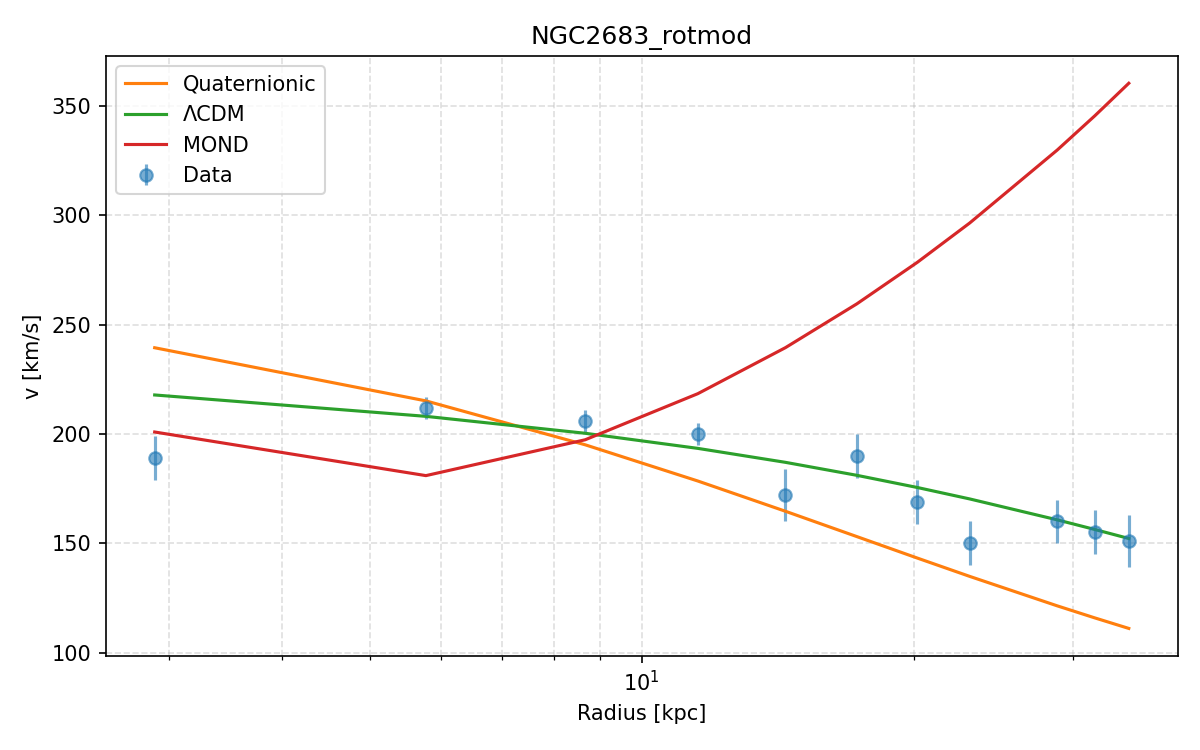 NGC2683_rotmod
Quaternionic
ΛCDM
MOND
Data
350
300
250
200
150
100
v [km/s]
10¹
Radius [kpc]